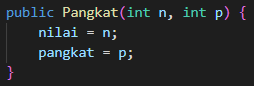 public Pangkat(int n, int p) {
    nilai = n;
    pangkat = p;
}